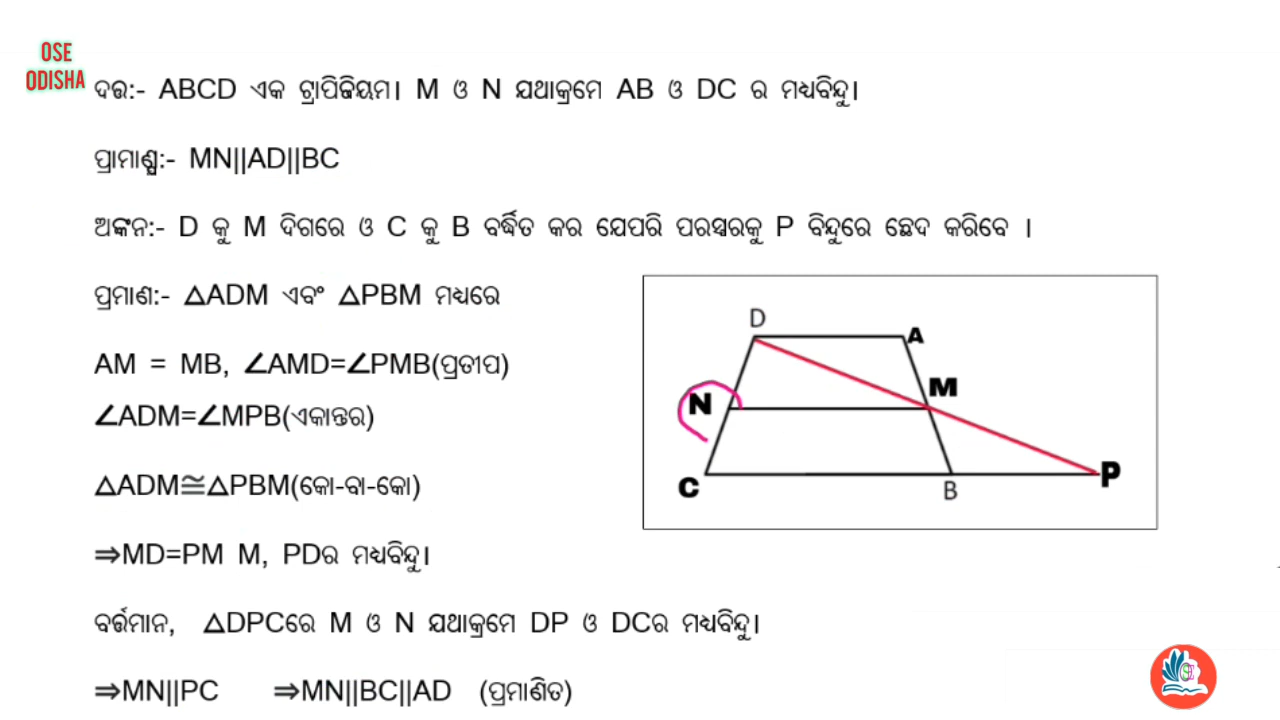 OSE
ODISHA
ଦତ୍ତ:- ABCD ଏକ ଟ୍ରାପିଜିୟମ। M ଓ N ଯଥାକ୍ରମେ AB ଓ DC ର ମଧ୍ୟବିନ୍ଦୁ।
ପ୍ରାମାଣ୍ଯ:- MN||AD||BC
ଅଙ୍କନ:- D କୁ M ଦିଗରେ ଓ C କୁ B ବର୍ଦ୍ଧିତ କର ଯେପରି ପରସ୍ପରକୁ P ବିନ୍ଦୁରେ ଛେଦ କରିବେ ।
ପ୍ରମାଣ:- △ADM ଏବଂ △PBM ମଧ୍ୟରେ
AM = MB, ∠AMD=∠PMB(ପ୍ରତୀପ)
∠ADM=∠MPB(ଏକାନ୍ତର)
△ADM≅△PBM(କୋ-ବା-କୋ)
⇒MD=PM M, PDର ମଧ୍ୟବିନ୍ଦୁ।
ବର୍ତ୍ତମାନ, △DPCରେ M ଓ N ଯଥାକ୍ରମେ DP ଓ DCର ମଧ୍ୟବିନ୍ଦୁ।
⇒MN||PC ⇒MN||BC||AD (ପ୍ରମାଣିତ)
D
A
M
N
C
B
P